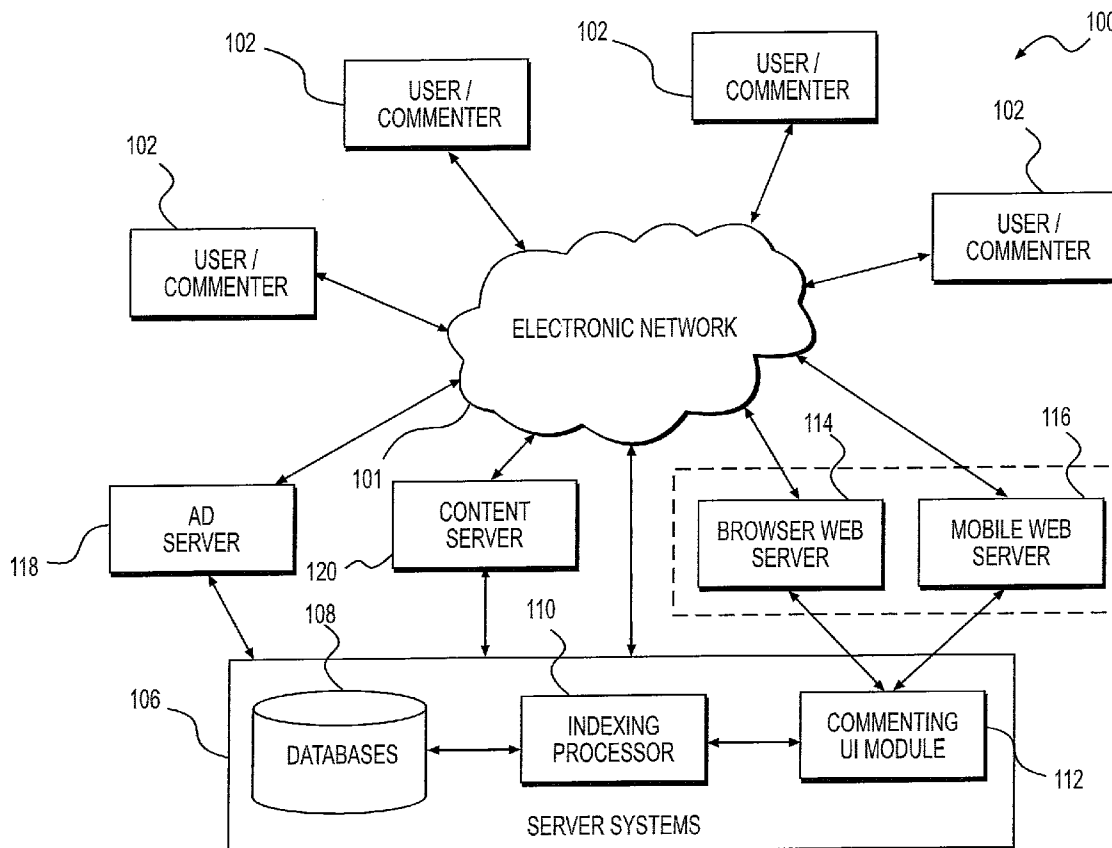 100
102
USER /
COMMENTER
102
USER /
COMMENTER
102
USER /
COMMENTER
102
USER /
COMMENTER
ELECTRONIC NETWORK
101
114
116
AD
SERVER
118
CONTENT
SERVER
120
BROWSER WEB
SERVER
MOBILE WEB
SERVER
106
108
DATABASES
110
INDEXING
PROCESSOR
COMMENTING
UI MODULE
112
SERVER SYSTEMS